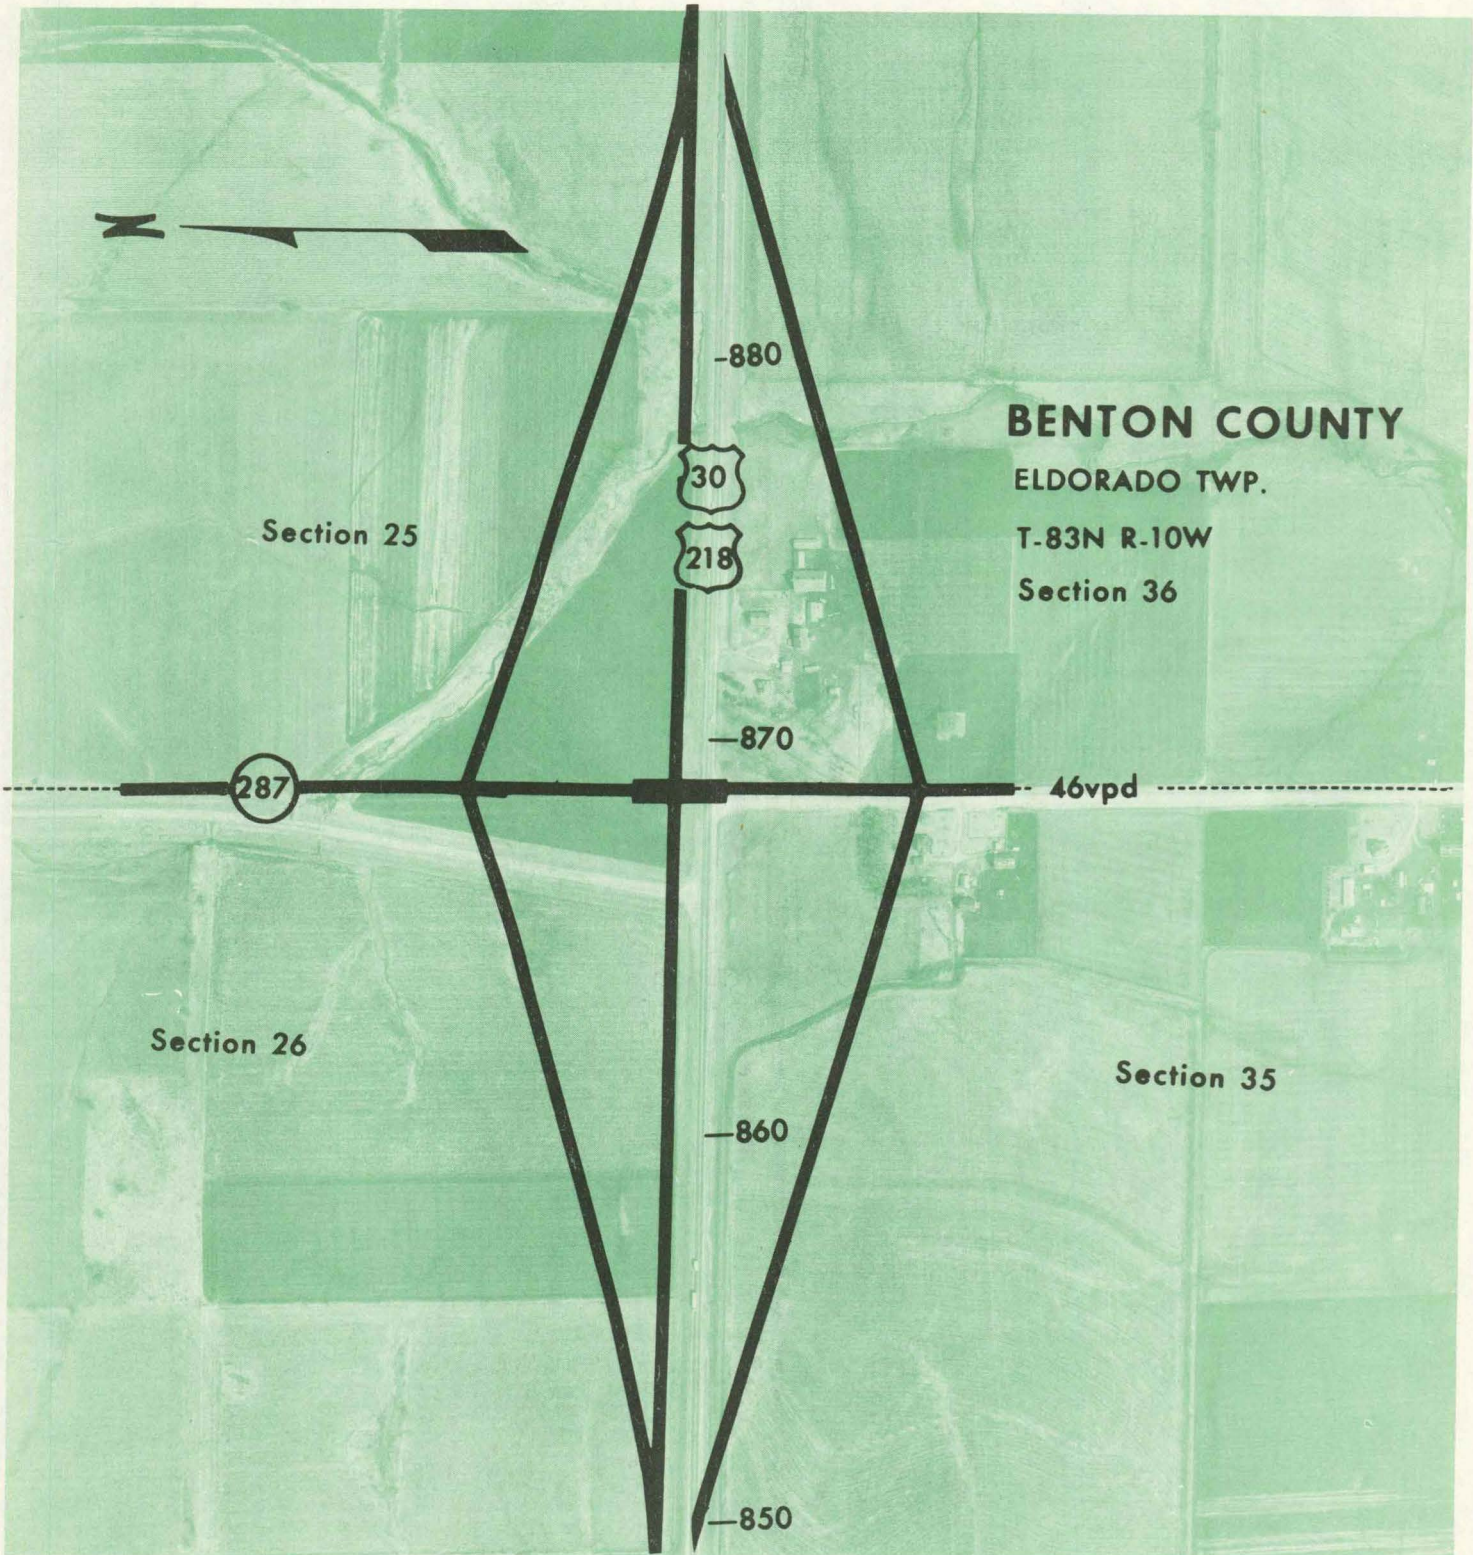 N
-880
BENTON COUNTY
30
ELDORADO TWP.
Section 25
T-83N R-10W
218
Section 36
-870
287
46vpd
Section 26
Section 35
-860
-850